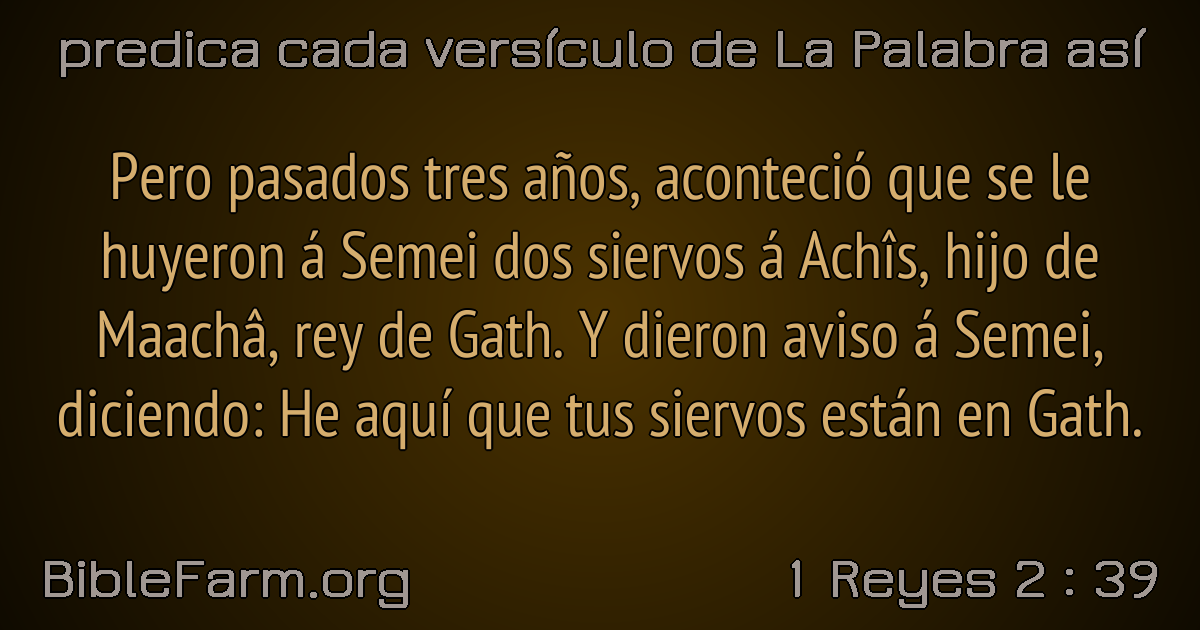 predica cada versículo de La Palabra así
Pero pasados tres años, aconteció que se le
huyeron á Semei dos siervos á Achîs, hijo de
Maachâ, rey de Gath. Y dieron aviso á Semei,
diciendo: He aquí que tus siervos están en Gath.
BibleFarm.org
1 Reyes 2 : 39